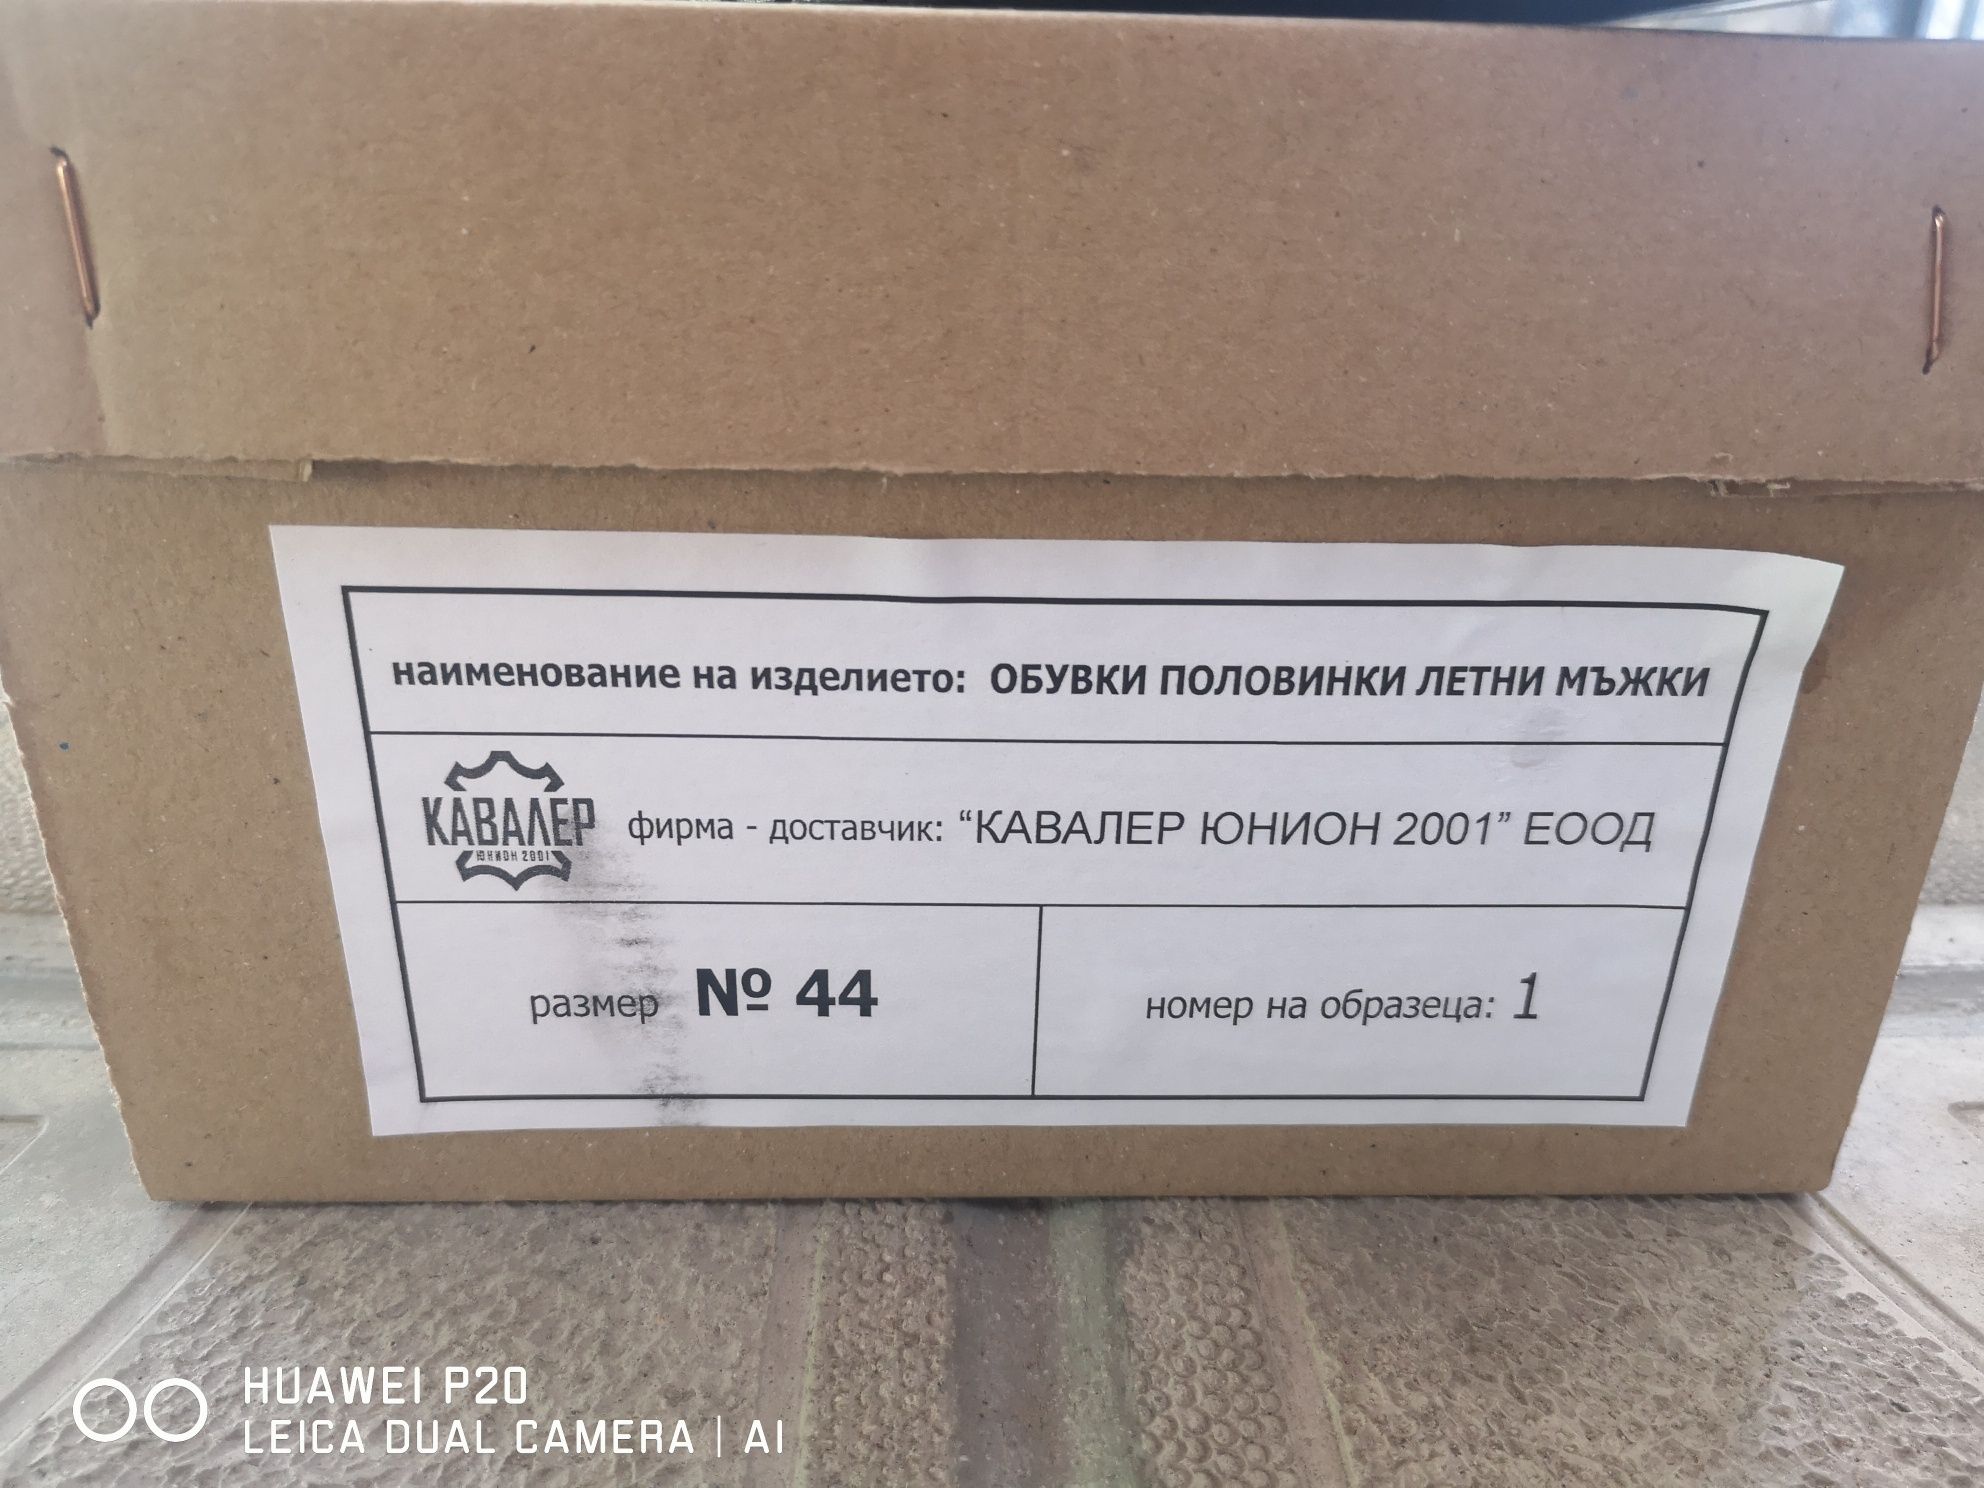 наименование на изделието: ОБУВКИ ПОЛОВИНКИ ЛЕТНИ МЪЖКИ
КАВАЛЕР
ЮНИОН 2001
фирма - доставчик: “КАВАЛЕР ЮНИОН 2001” ЕООД
размер № 44
номер на образеца: 1
HUAWEI P20
LEICA DUAL CAMERA | AI